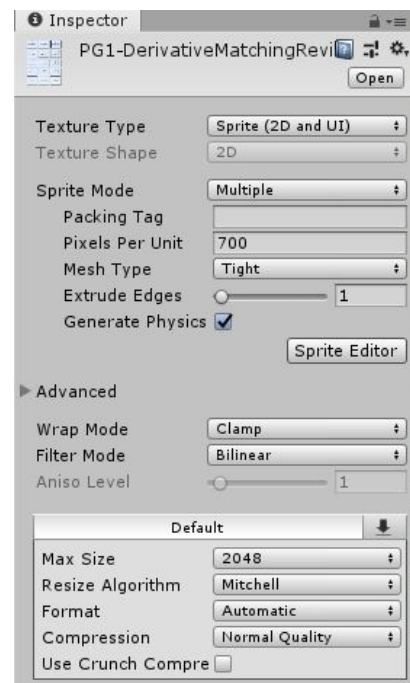 Inspector
PG1-DerivativeMatchingRevi
Open
Texture Type Sprite (2D and UI)
Texture Shape 2D
Sprite Mode Multiple
Packing Tag
Pixels Per Unit 700
Mesh Type Tight
Extrude Edges 1
Generate Physics
Sprite Editor
Advanced
Wrap Mode Clamp
Filter Mode Bilinear
Aniso Level 1
Default
Max Size 2048
Resize Algorithm Mitchell
Format Automatic
Compression Normal Quality
Use Crunch Compre